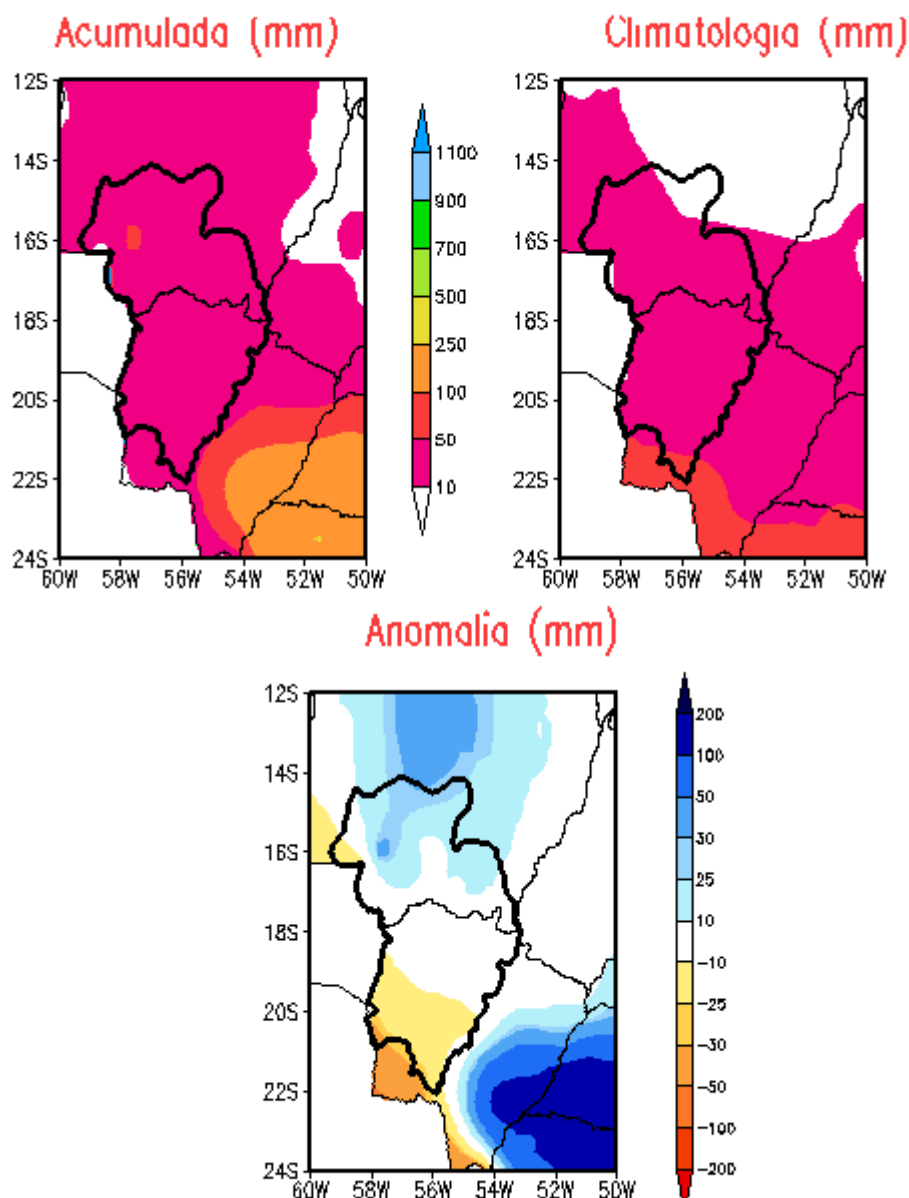 Acumulada (mm)
Climatologia (mm)
12S
14S
16S
18S
20S
22S
24S
60W 58W 56W 54W 52W 50W
1100
900
700
500
250
100
50
10
12S
14S
16S
18S
20S
22S
24S
60W 58W 56W 54W 52W 50W
Anomalia (mm)
12S
14S
16S
18S
20S
22S
24S
60W 58W 56W 54W 52W 50W
200
100
50
30
25
10
-10
-25
-30
-50
-100
-200